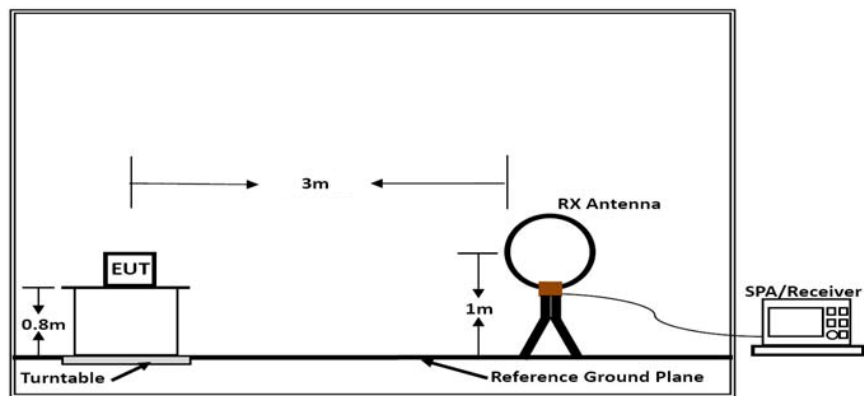 3m
RX Antenna
EUT
SPA/Receiver
0.8m
1m
Turntable
Reference Ground Plane